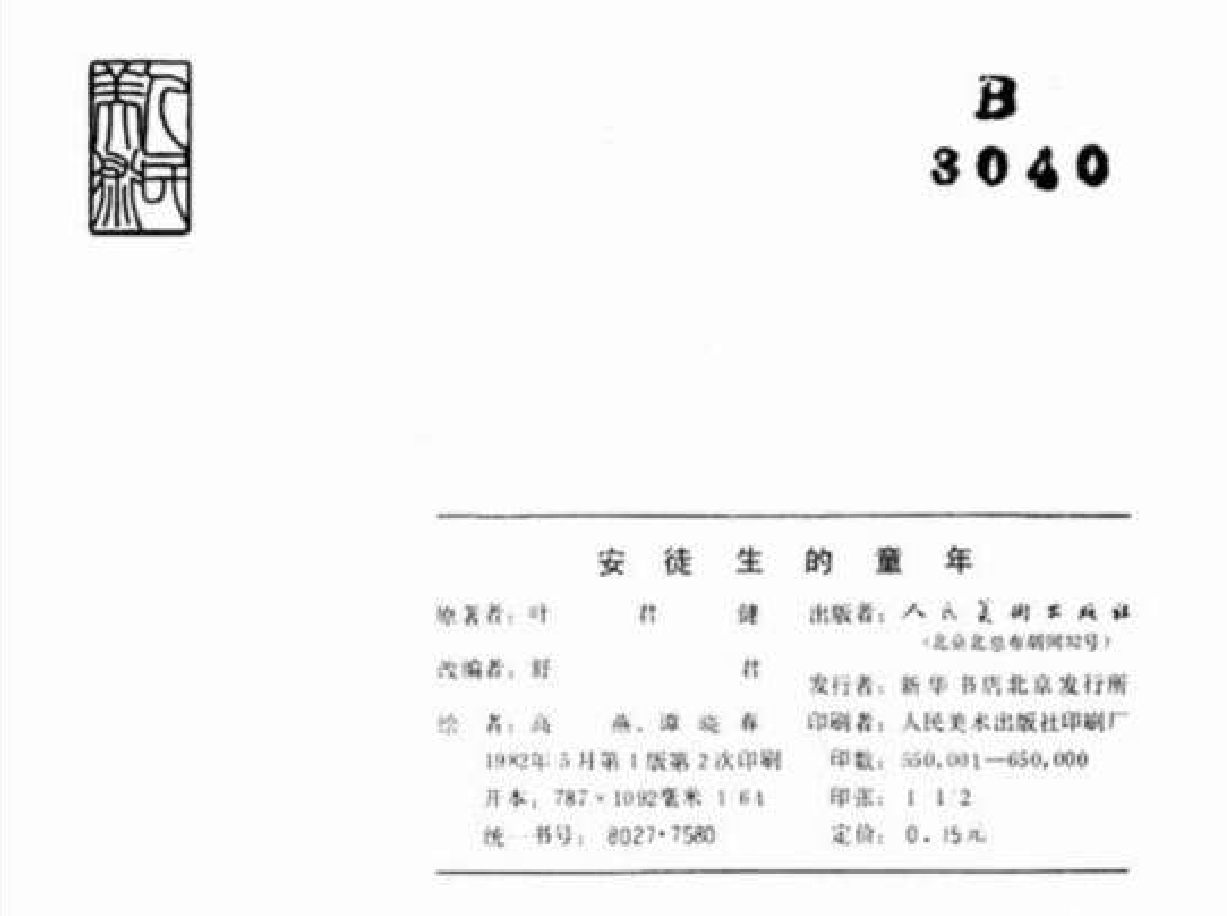 人民美术
B
3040
安徒生的童年
原著者：叶君健
改编者：舒君
绘者：高燕、 晓春
1982年5月第1版第2次印刷
开本：787×1092毫米 1/64
统一书号：8027·7580
出版者：人民美術出版社
（北京北总布胡同32号）
发行者：新华书店北京发行所
印刷者：人民美术出版社印刷厂
印数：550,001—650,000
印张：1 1/2
定价：0.15元